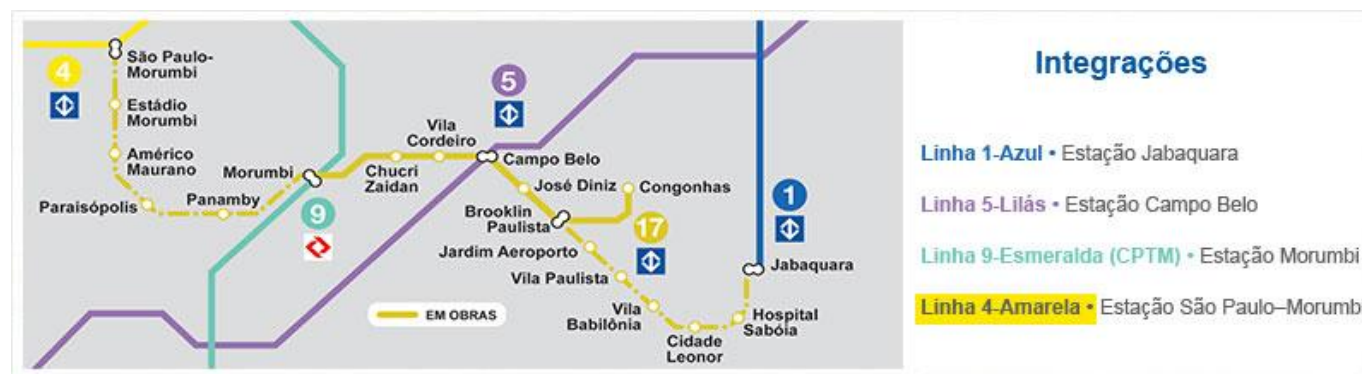 São Paulo-
Morumbi
4
Estádio
Morumbi
Américo
Maurano
Paraisópolis
Panamby
Morumbi
9
Chucri
Zaidan
Vila
Cordeiro
5
Campo Belo
José Diniz
Congonhas
Brooklin
Paulista
17
1
Jardim Aeroporto
Vila Paulista
Vila
Babilônia
Cidade
Leonor
Hospital
Sabóia
Jabaquara
EM OBRAS
Integrações
Linha 1-Azul • Estação Jabaquara
Linha 5-Lilás • Estação Campo Belo
Linha 9-Esmeralda (CPTM) • Estação Morumbi
Linha 4-Amarela • Estação São Paulo–Morumb